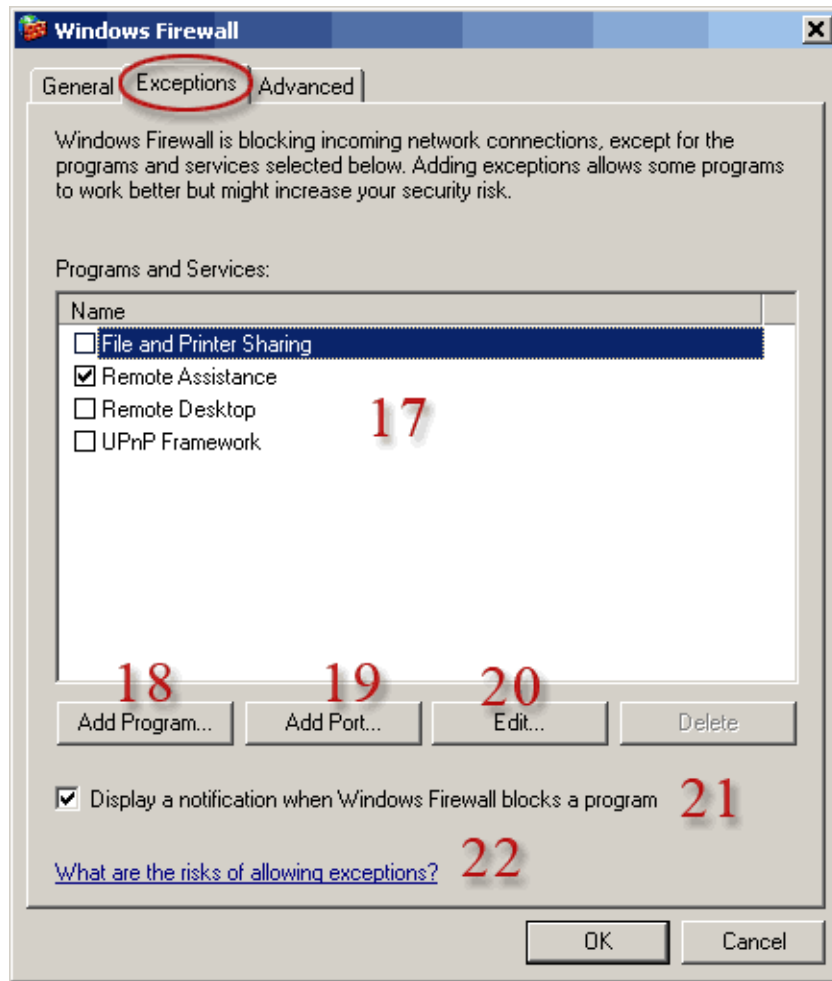 Windows Firewall
General Exceptions Advanced
Windows Firewall is blocking incoming network connections, except for the
programs and services selected below. Adding exceptions allows some programs
to work better but might increase your security risk.
Programs and Services:
Name
File and Printer Sharing
Remote Assistance
Remote Desktop
UPnP Framework
17
18 19 20
Add Program... Add Port... Edit... Delete
Display a notification when Windows Firewall blocks a program 21
What are the risks of allowing exceptions? 22
OK Cancel